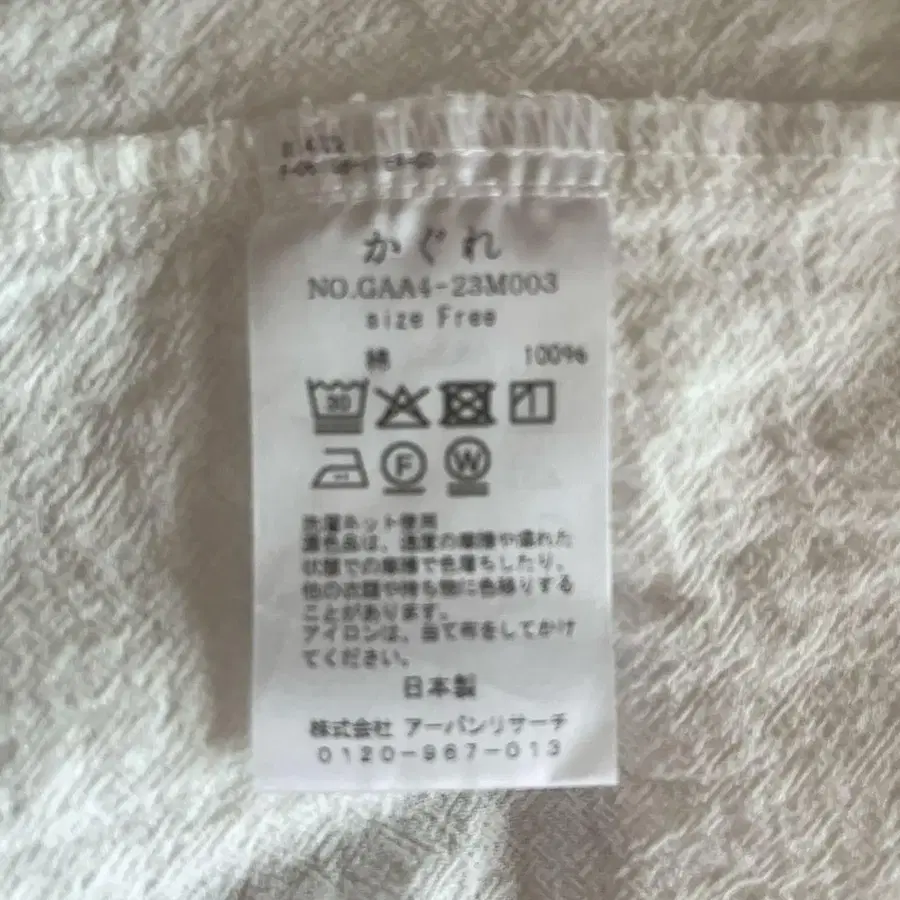 かぐれ
NO.GAA4-23M003
size Free
綿 100%
30
F
W
洗濯ネット使用
濃色品は、過度の摩擦や濡れた
状態での摩擦で色落ちしたり、
他の衣類や持ち物に色移りする
ことがあります。
アイロンは、当て布をしてかけ
てください。
日本製
株式会社 アーバンリサーチ
0120-967-013